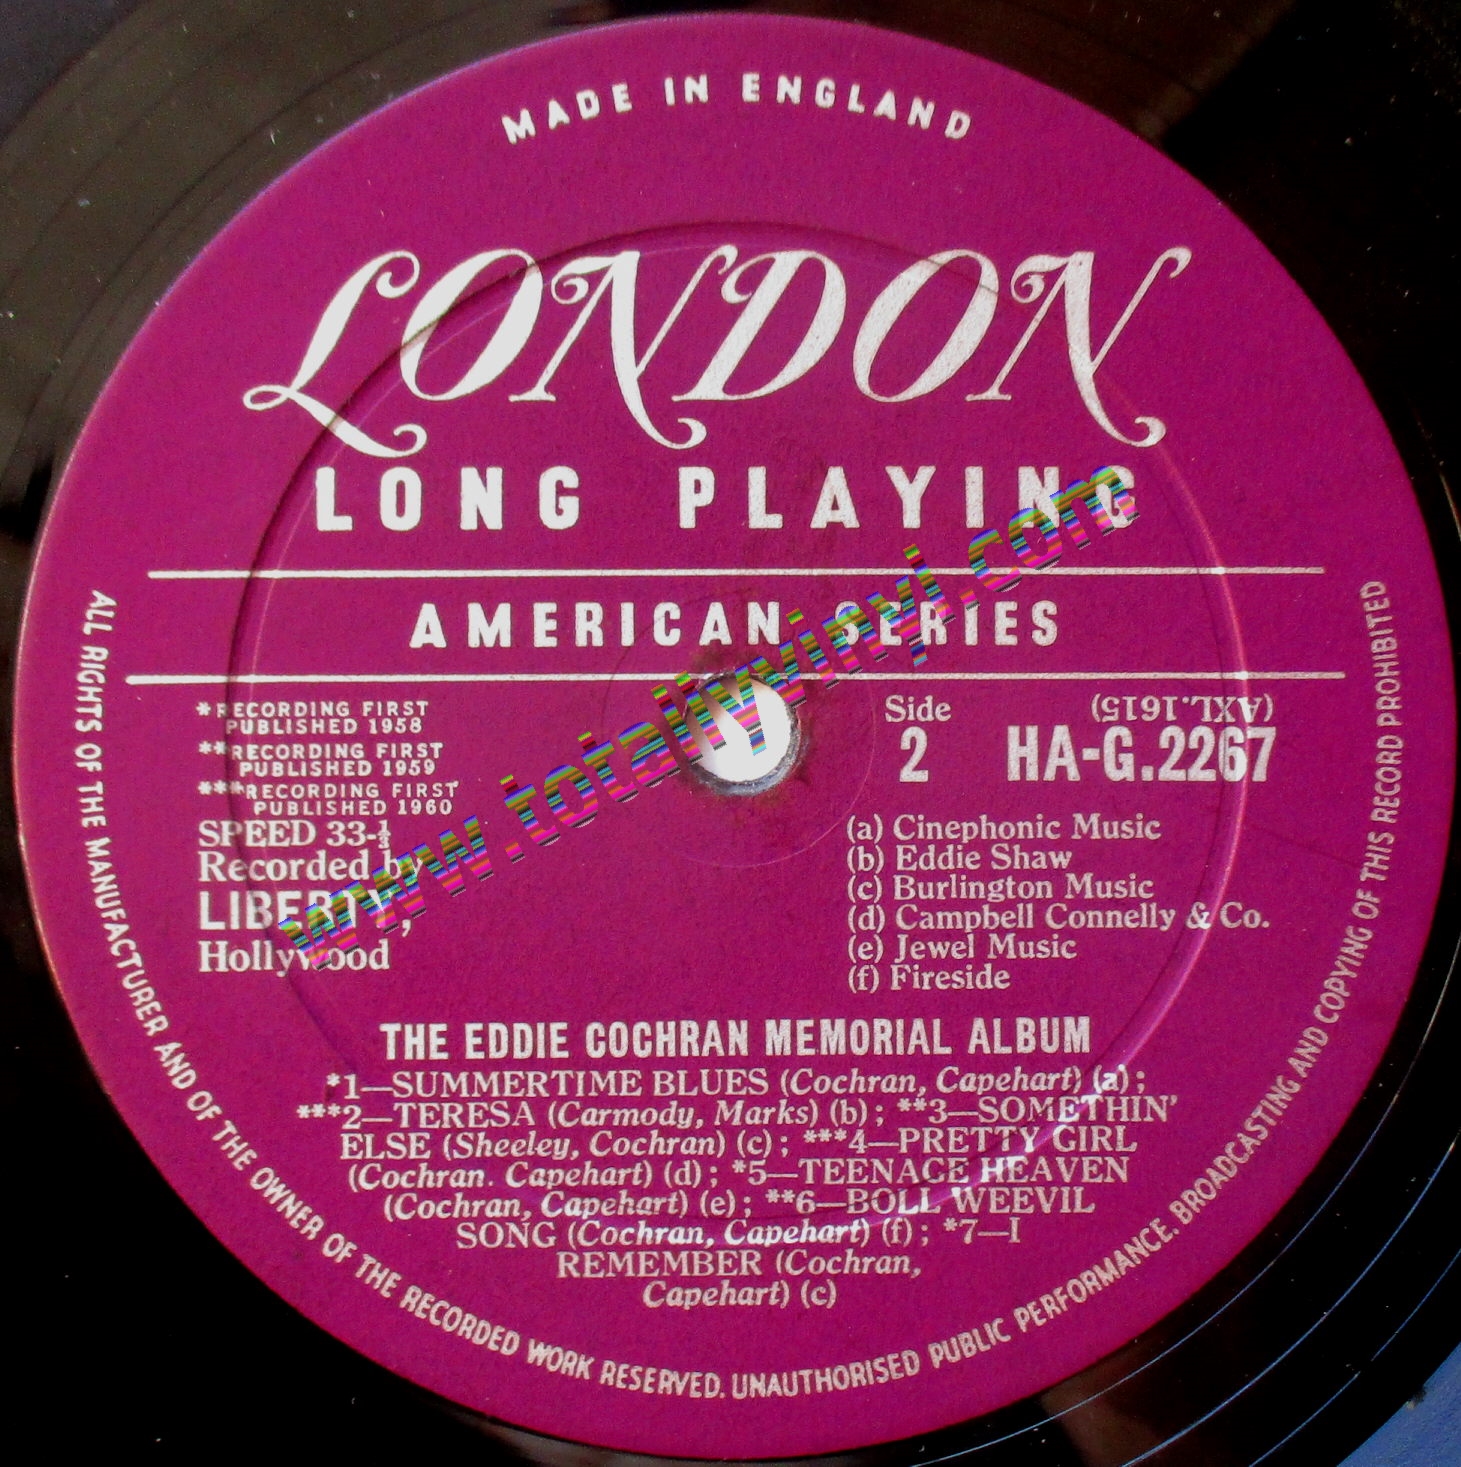 MADE IN ENGLAND
LONDON
LONG PLAYING
AMERICAN SERIES
*RECORDING FIRST
PUBLISHED 1958
**RECORDING FIRST
PUBLISHED 1959
***RECORDING FIRST
PUBLISHED 1960
SPEED 33-⅓
Recorded by
LIBERTY,
Hollywood
Side
2
(AXL.1615)
HA-G.2267
(a) Cinephonic Music
(b) Eddie Shaw
(c) Burlington Music
(d) Campbell Connelly & Co.
(e) Jewel Music
(f) Fireside
THE EDDIE COCHRAN MEMORIAL ALBUM
*1—SUMMERTIME BLUES (Cochran, Capehart) (a);
***2—TERESA (Carmody, Marks) (b); **3—SOMETHIN'
ELSE (Sheeley, Cochran) (c); ***4—PRETTY GIRL
(Cochran. Capehart) (d); *5—TEENAGE HEAVEN
(Cochran, Capehart) (e); **6—BOLL WEEVIL
SONG (Cochran, Capehart) (f); *7—I
REMEMBER (Cochran,
Capehart) (c)
ALL RIGHTS OF THE MANUFACTURER AND OF THE OWNER OF THE RECORDED WORK RESERVED. UNAUTHORISED PUBLIC PERFORMANCE. BROADCASTING AND COPYING OF THIS RECORD PROHIBITED
www.totallyvinyl.com